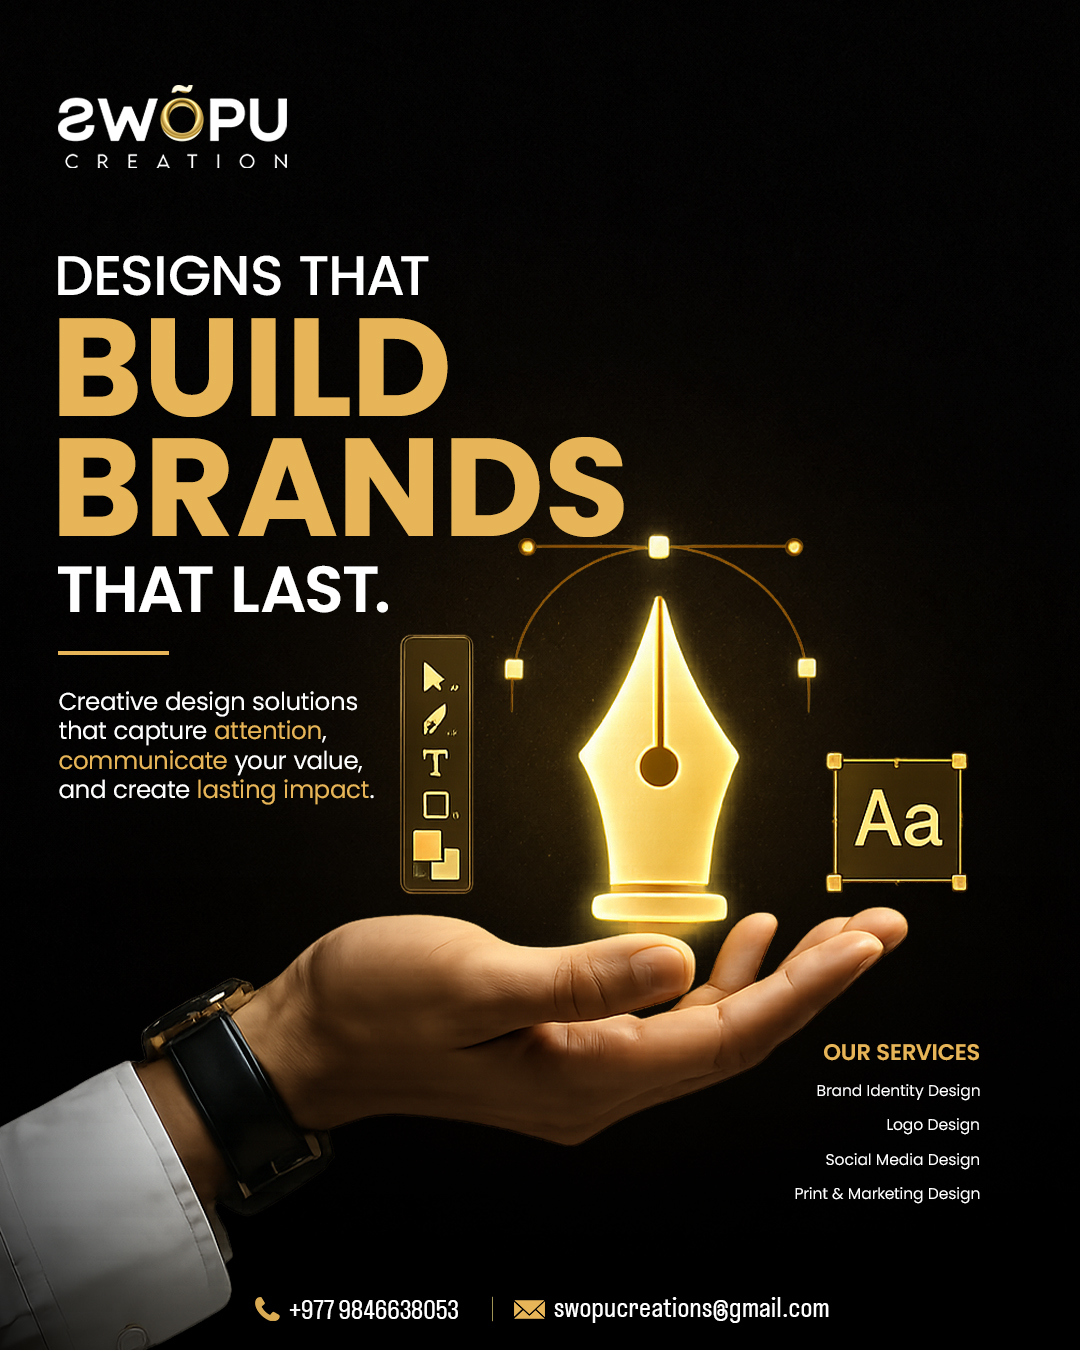 SWÕPU
CREATION
DESIGNS THAT
BUILD
BRANDS
THAT LAST.
Creative design solutions
that capture attention,
communicate your value,
and create lasting impact.
T
Aa
OUR SERVICES
Brand Identity Design
Logo Design
Social Media Design
Print & Marketing Design
+977 9846638053
swopucreations@gmail.com